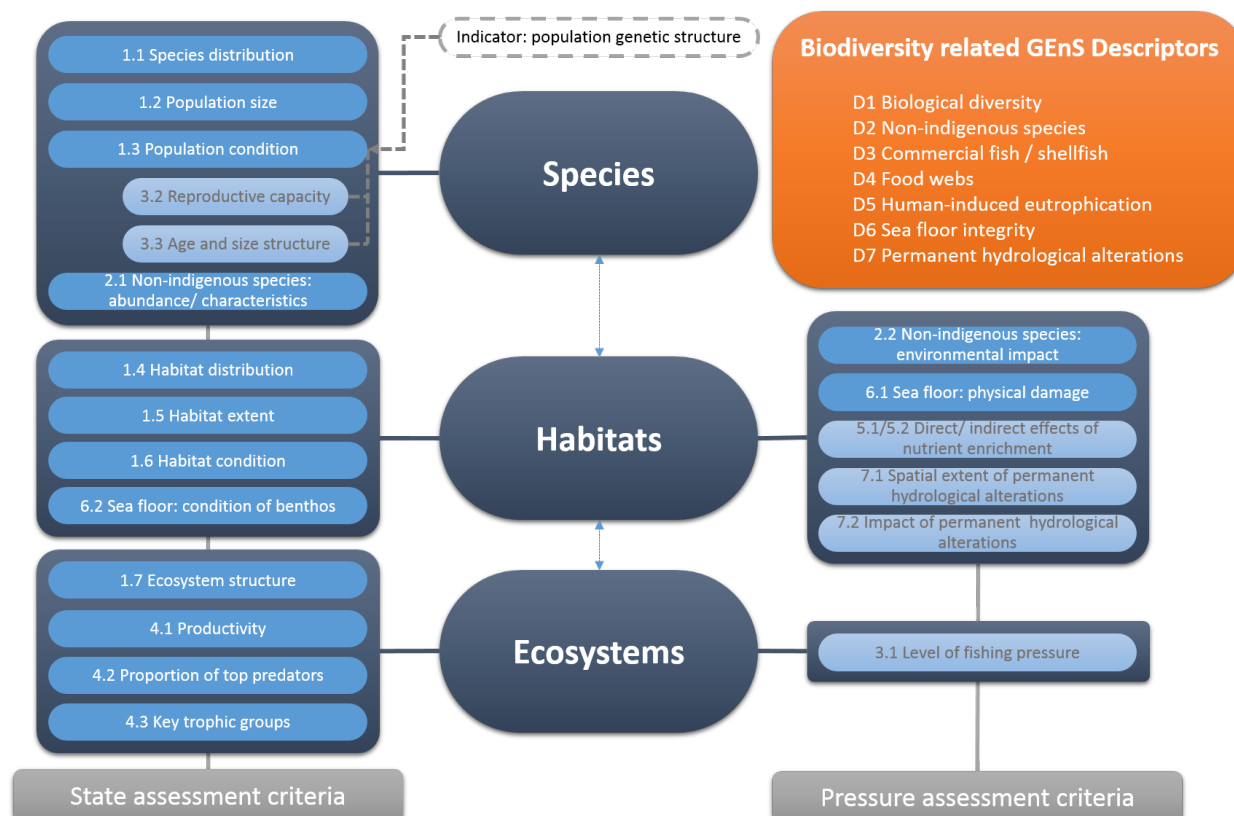 1.1 Species distribution
1.2 Population size
1.3 Population condition
3.2 Reproductive capacity
3.3 Age and size structure
2.1 Non-indigenous species:
abundance/ characteristics
Indicator: population genetic structure
Species
Biodiversity related GEnS Descriptors
D1 Biological diversity
D2 Non-indigenous species
D3 Commercial fish / shellfish
D4 Food webs
D5 Human-induced eutrophication
D6 Sea floor integrity
D7 Permanent hydrological alterations
1.4 Habitat distribution
1.5 Habitat extent
1.6 Habitat condition
6.2 Sea floor: condition of benthos
Habitats
2.2 Non-indigenous species:
environmental impact
6.1 Sea floor: physical damage
5.1/5.2 Direct/ indirect effects of
nutrient enrichment
7.1 Spatial extent of permanent
hydrological alterations
7.2 Impact of permanent hydrological
alterations
1.7 Ecosystem structure
4.1 Productivity
4.2 Proportion of top predators
4.3 Key trophic groups
Ecosystems
3.1 Level of fishing pressure
State assessment criteria
Pressure assessment criteria